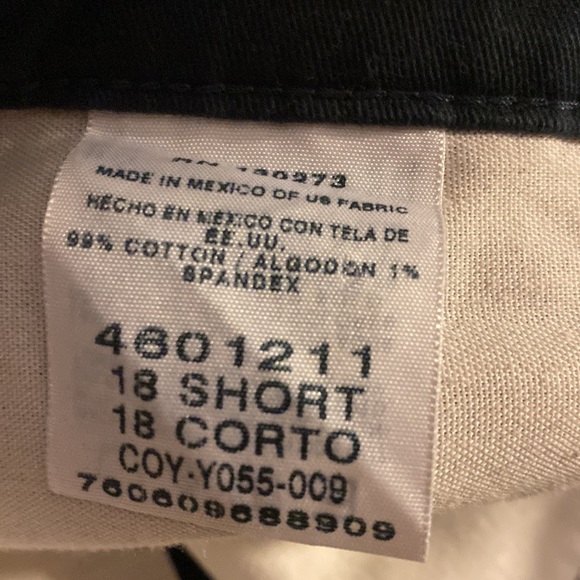 MADE IN MEXICO OF US FABRIC
HECHO EN MEXICO CON TELA DE
EE.UU.
99% COTTON / ALGODON 1%
SPANDEX
4601211
18 SHORT
18 CORTO
COY-Y055-009
760609688909